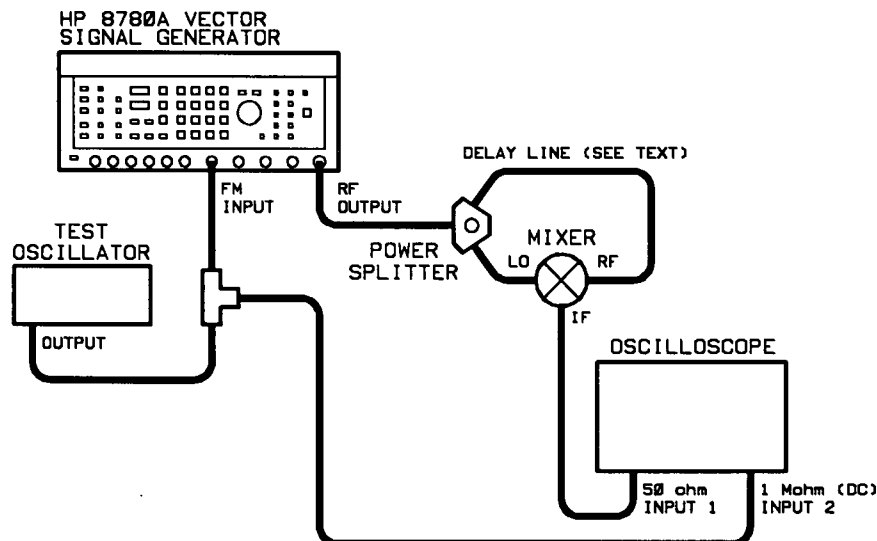 HP 8780A VECTOR
SIGNAL GENERATOR
DELAY LINE (SEE TEXT)
FM
INPUT
RF
OUTPUT
TEST
OSCILLATOR
POWER
SPLITTER
MIXER
LO
RF
IF
OUTPUT
OSCILLOSCOPE
50 ohm
INPUT 1
1 Mohm (DC)
INPUT 2